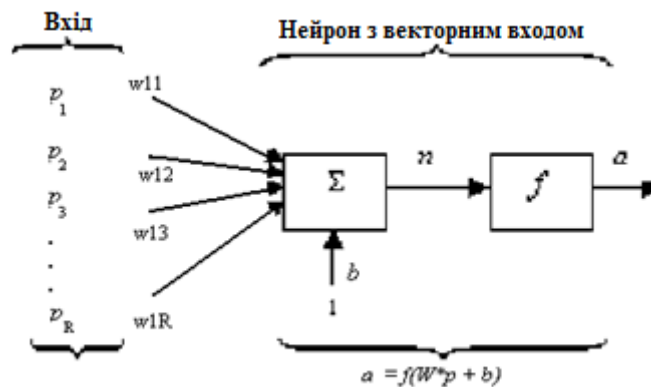 Вхід
Нейрон з векторним входом
p1
w11
p2
w12
p3
w13
.
.
.
pR
w1R
Σ
n
f
a
b
1
a = f(W*p + b)